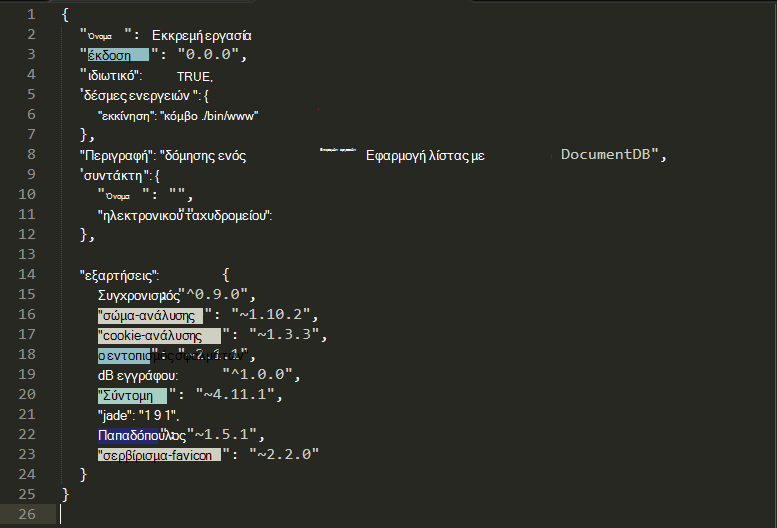 1 {
2 "Όνομα ": Εκκρεμή εργασία
3 "έκδοση ": "0.0.0",
4 "ιδιωτικό": TRUE,
5 'δέσμες ενεργειών ": {
6 "εκκίνηση": "κόμβο ./bin/www"
7 },
8 "Περιγραφή": "δόμησης ενός Εφαρμογή λίστας με DocumentDB",
9 'συντάκτη ": {
10 "Όνομα ": "",
11 "ηλεκτρονικού ταχυδρομείου":
12 },
13
14 "εξαρτήσεις": {
15 Συγχρονισμός "^0.9.0",
16 "σώμα-ανάλυσης ": "~1.10.2",
17 "cookie-ανάλυσης ": "~1.3.3",
18 ο εντοπισμός σφαλμάτων": "~2.6.1",
19 dB εγγράφου: "^1.0.0",
20 "Σύντομη ": "~4.11.1",
21 "jade": "1 9 1",
22 Παπαδόπουλος "~1.5.1",
23 "σερβίρισμα-favicon ": "~2.2.0"
24 }
25 }
26